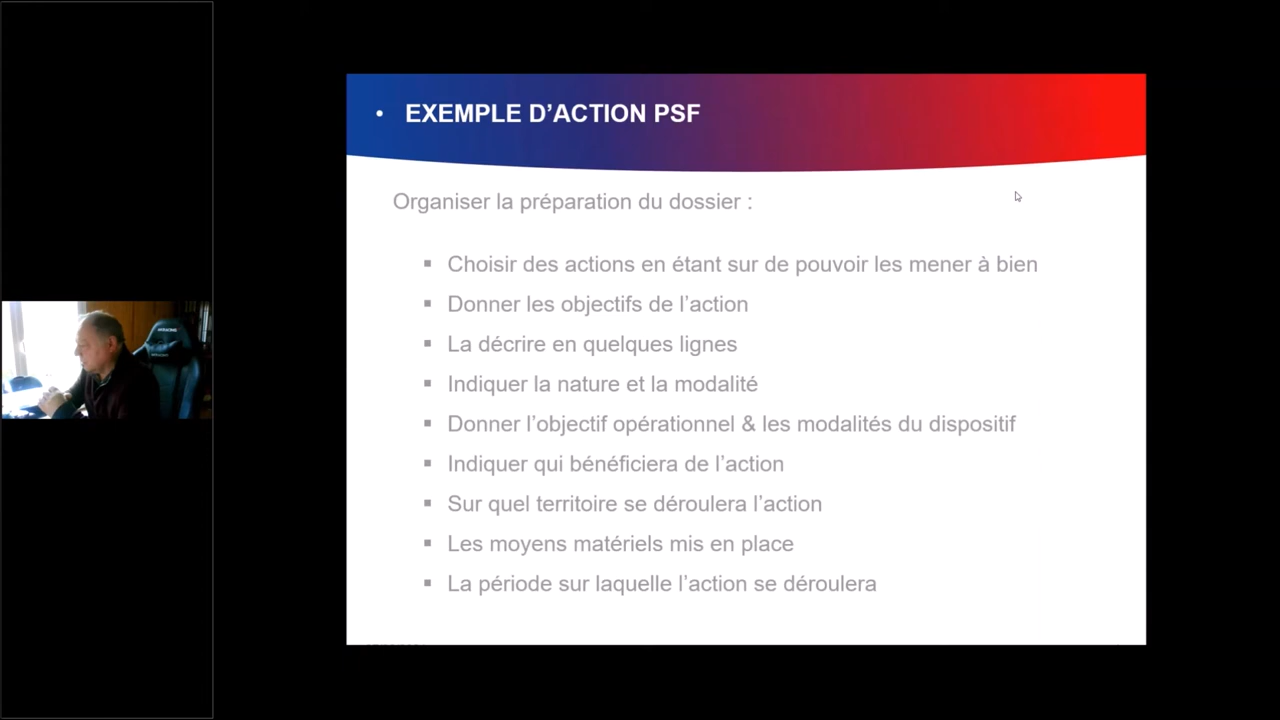 • EXEMPLE D’ACTION PSF
Organiser la préparation du dossier :
▪ Choisir des actions en étant sur de pouvoir les mener à bien
▪ Donner les objectifs de l’action
▪ La décrire en quelques lignes
▪ Indiquer la nature et la modalité
▪ Donner l’objectif opérationnel & les modalités du dispositif
▪ Indiquer qui bénéficiera de l’action
▪ Sur quel territoire se déroulera l’action
▪ Les moyens matériels mis en place
▪ La période sur laquelle l’action se déroulera